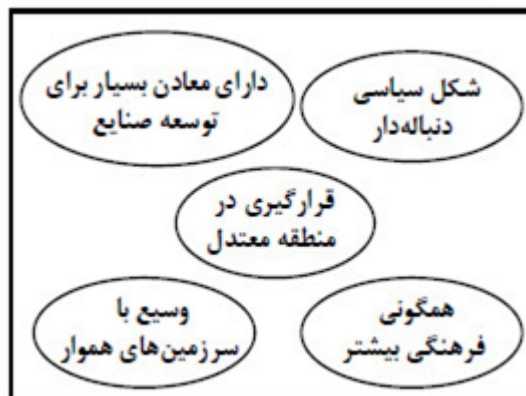 دارای معادن بسیار برای
توسعه صنایع
شکل سیاسی
دنباله‌دار
قرارگیری در
منطقه معتدل
وسیع با
سرزمین‌های هموار
همگونی
فرهنگی بیشتر